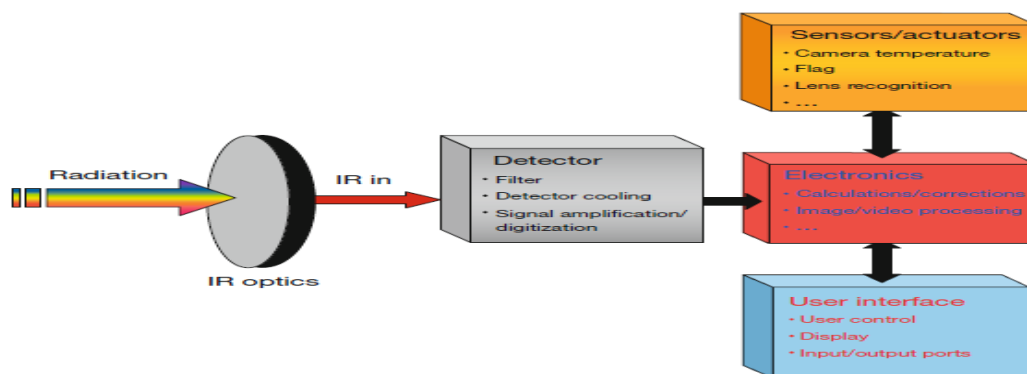 Radiation
IR optics
IR in
Detector
• Filter
• Detector cooling
• Signal amplification/
digitization
Sensors/actuators
• Camera temperature
• Flag
• Lens recognition
• ...
Electronics
• Calculations/corrections
• Image/video processing
• ...
User interface
• User control
• Display
• Input/output ports